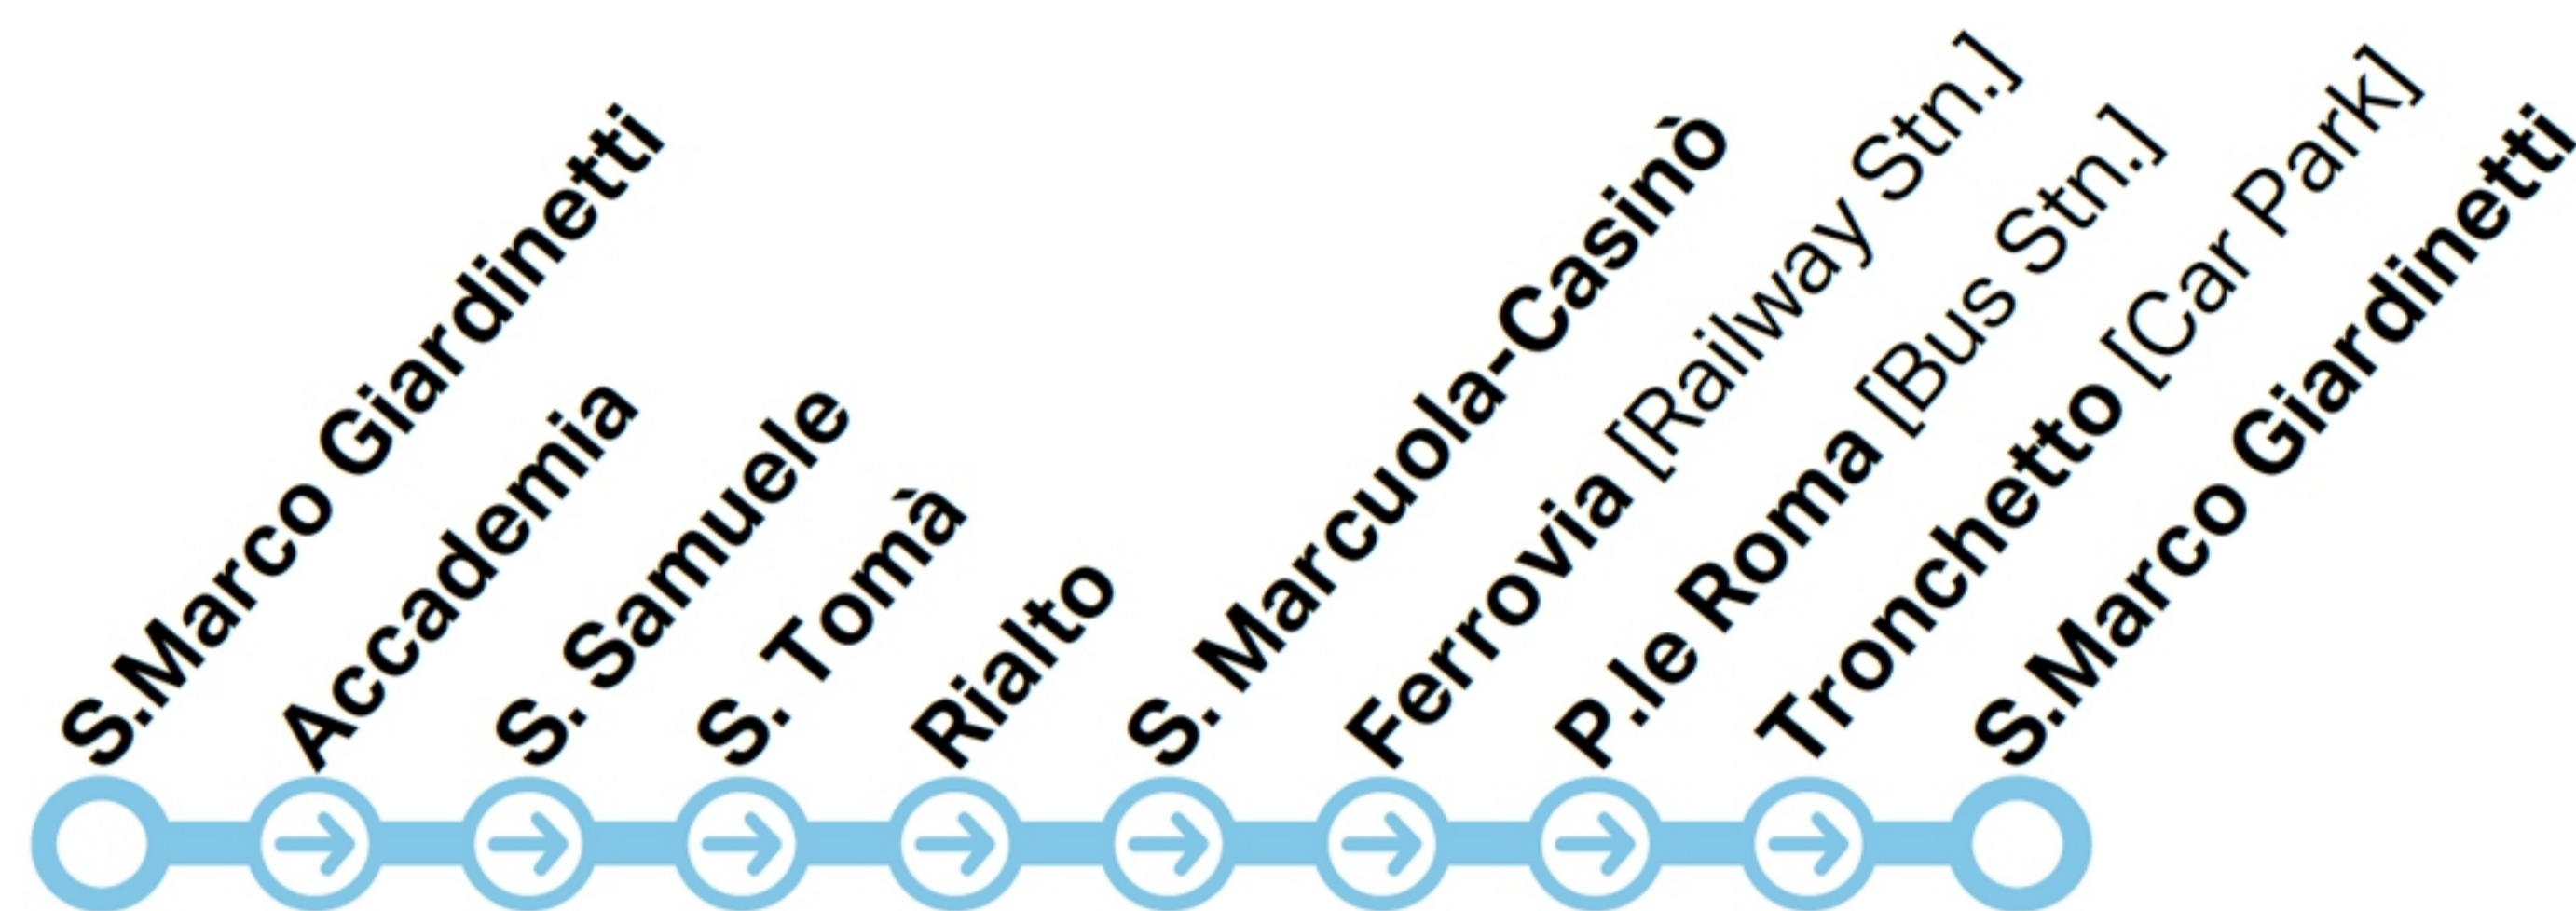 S.Marco Giardinetti
Accademia
S. Samuele
S. Tomà
Rialto
S. Marcuola-Casinò
Ferrovia [Railway Stn.]
P.le Roma [Bus Stn.]
Tronchetto [Car Park]
S.Marco Giardinetti